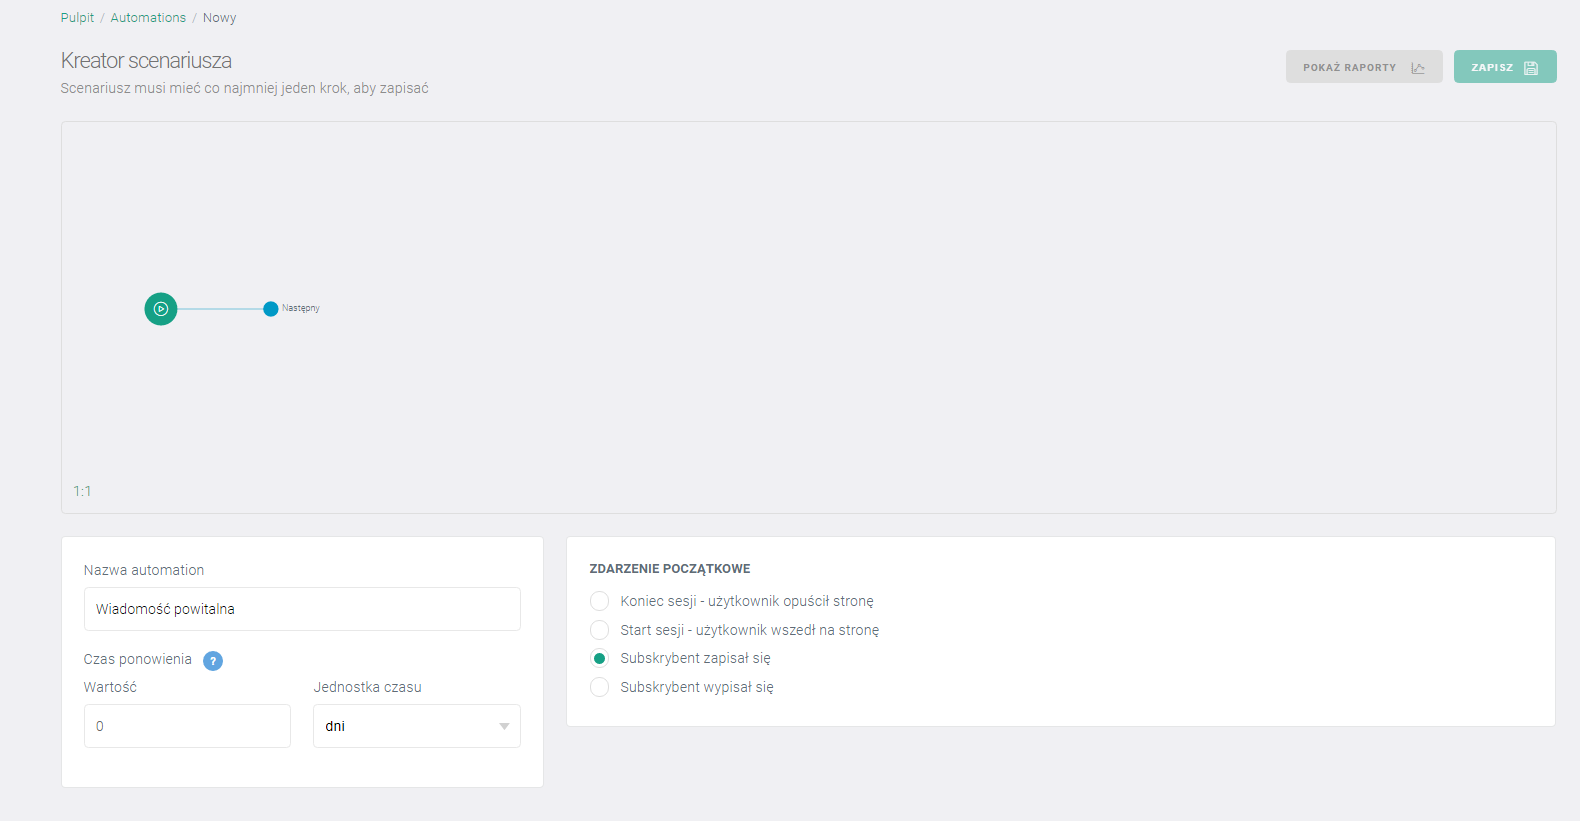 Pulpit / Automations / Nowy
Kreator scenariusza
Scenariusz musi mieć co najmniej jeden krok, aby zapisać
POKAŻ RAPORTY
ZAPISZ
Następny
1:1
Nazwa automation
Wiadomość powitalna
Czas ponowienia ?
Wartość
Jednostka czasu
0
dni
ZDARZENIE POCZĄTKOWE
Koniec sesji - użytkownik opuścił stronę
Start sesji - użytkownik wszedł na stronę
Subskrybent zapisał się
Subskrybent wypisał się